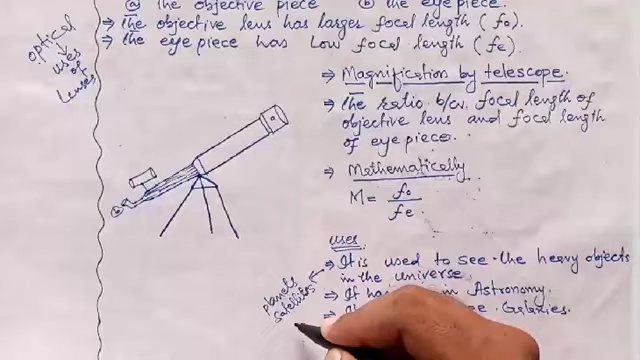 ⓐ The objective piece ⓑ The eye piece.
⇒ The objective lens has larger focal length (fo).
⇒ The eye piece has Low focal length (fe).
optical
↓
uses
of
Lenses
⇒ Magnification by telescope.
⇒ The ratio b/w focal length of
objective lens and focal length
of eye piece.
⇒ Mathematically
M = fo/fe
uses
⇒ It is used to see the heavy objects
in the universe
planets
satellites
⇒ It in Astronomy.
Galaxies.